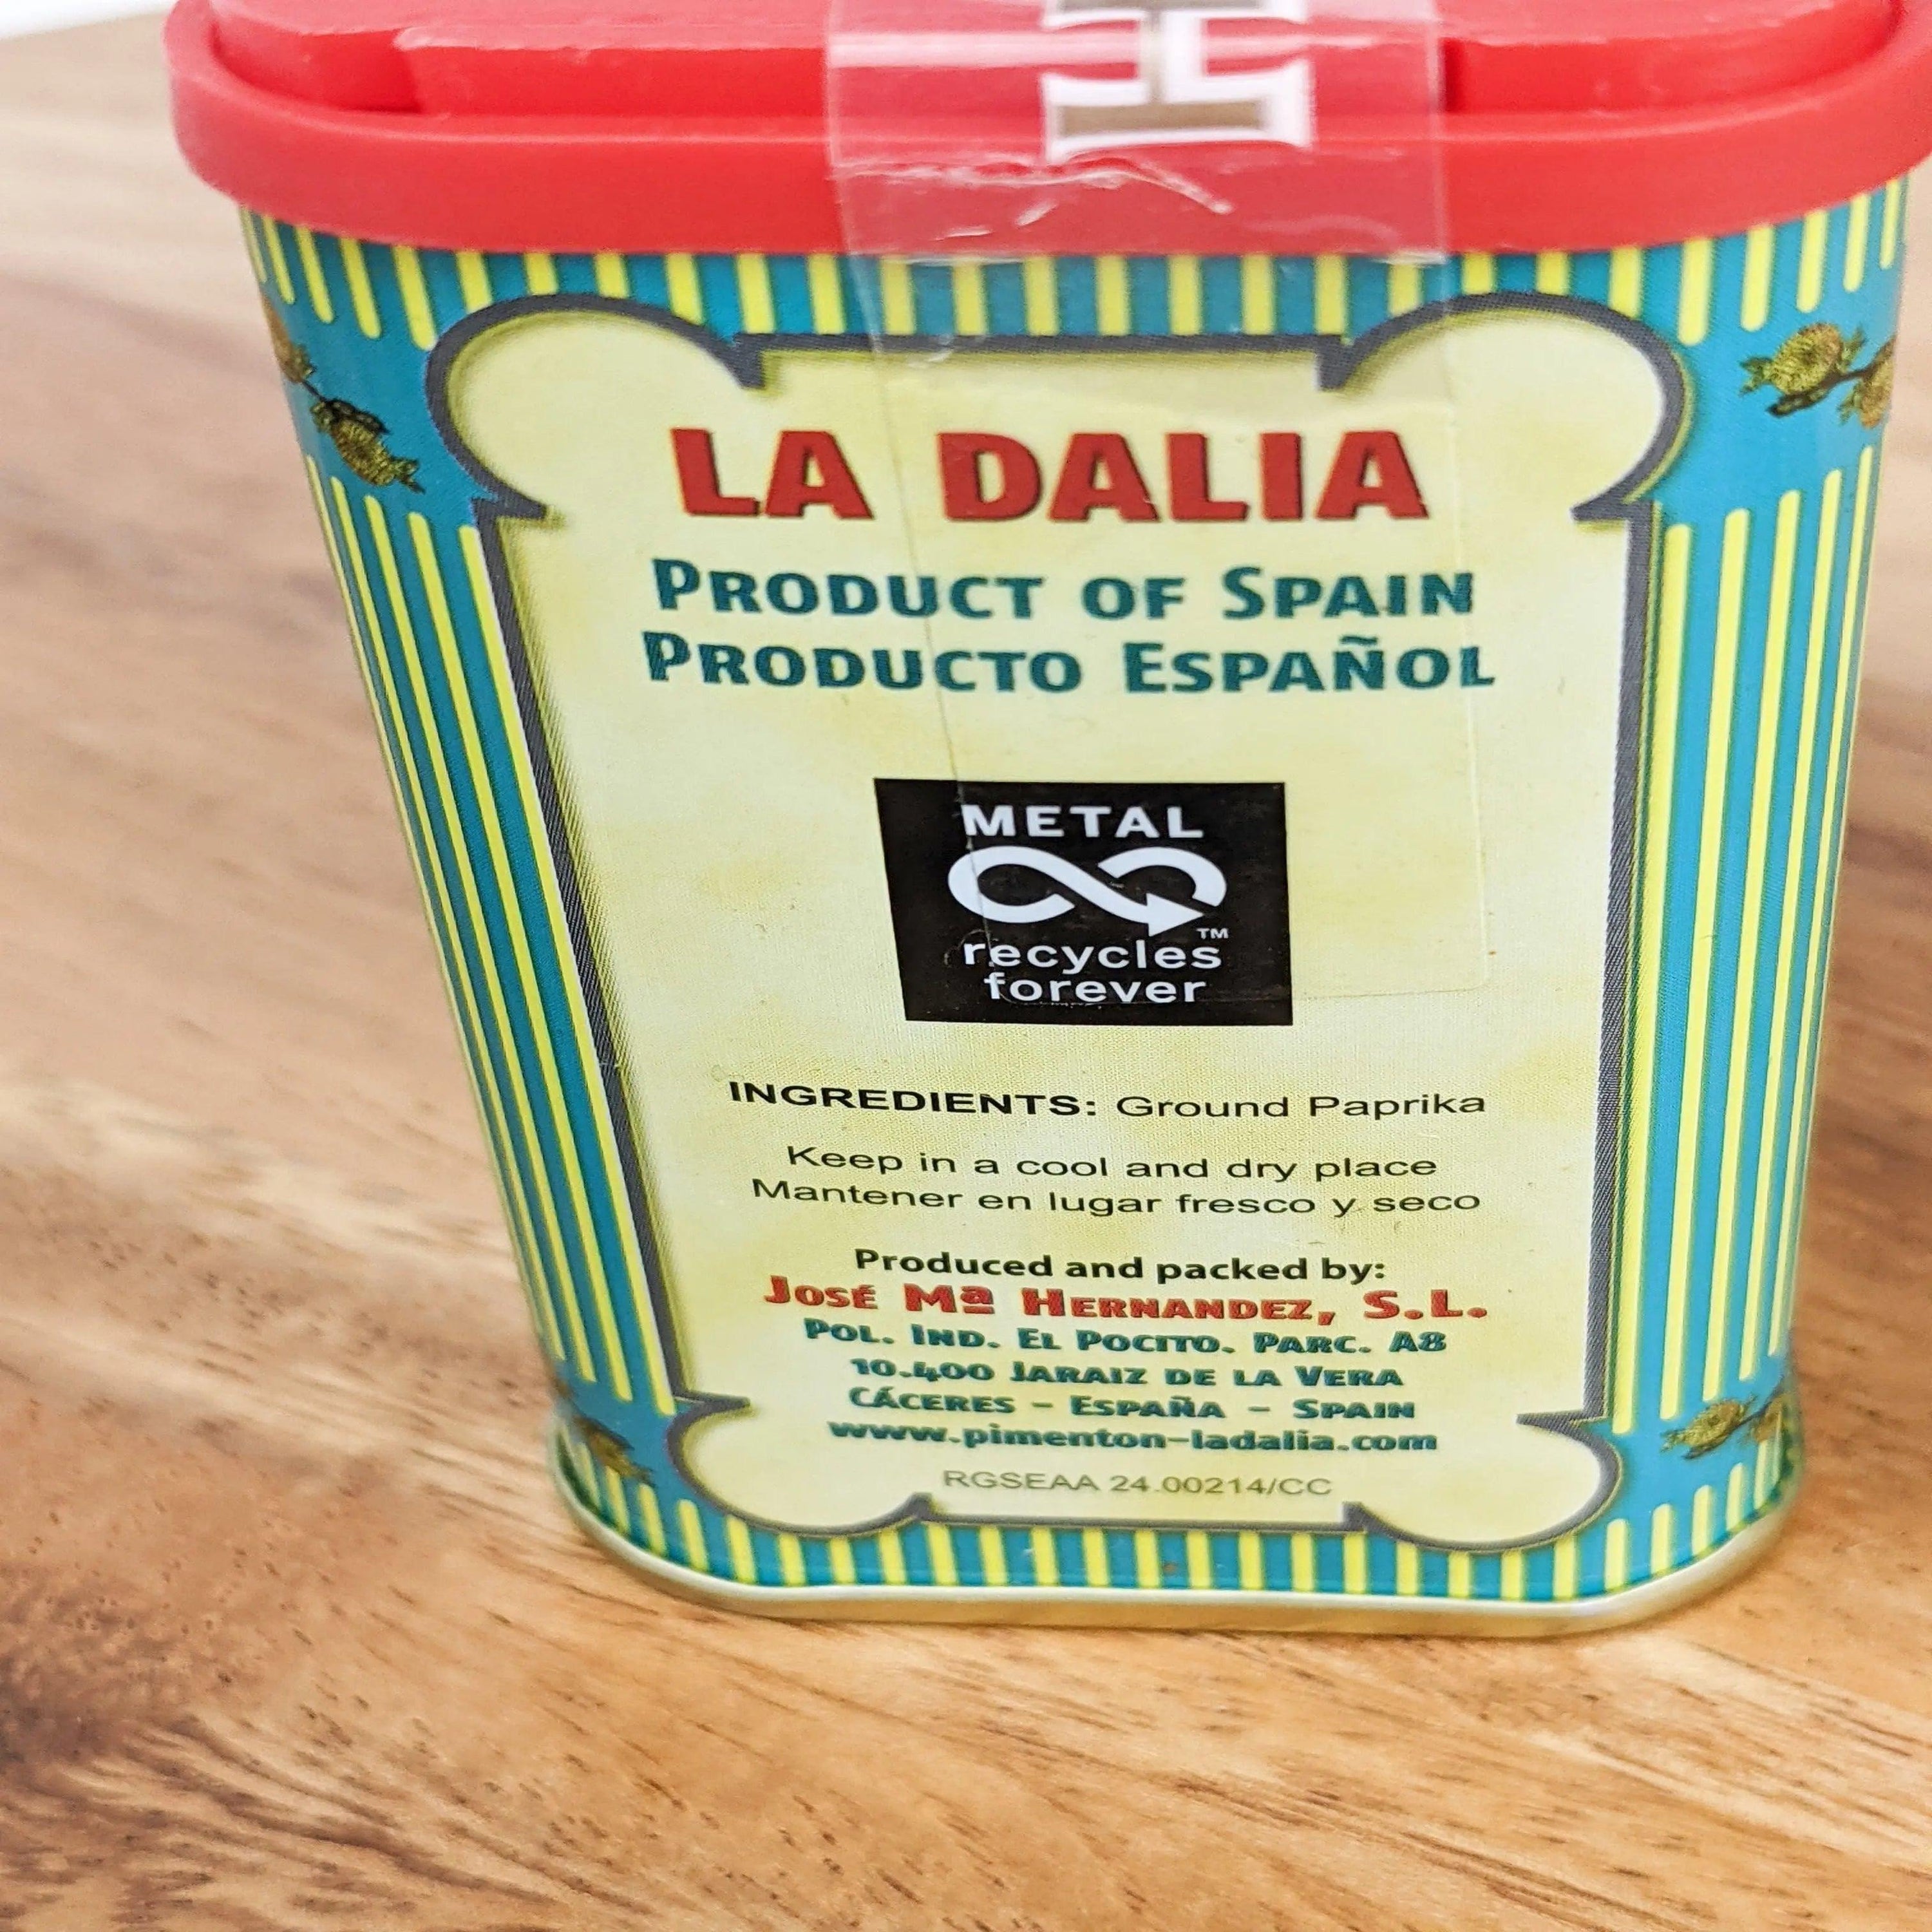 H
LA DALIA
PRODUCT OF SPAIN
PRODUCTO ESPAÑOL
METAL
TM
recycles
forever
INGREDIENTS: Ground Paprika
Keep in a cool and dry place
Mantener en lugar fresco y seco
Produced and packed by:
JOSÉ Mª HERNANDEZ, S.L.
POL. IND. EL POCITO. PARC. A8
10.400 JARAIZ DE LA VERA
CÁCERES - ESPAÑA - SPAIN
www.pimenton-ladalia.com
RGSEAA 24.00214/CC